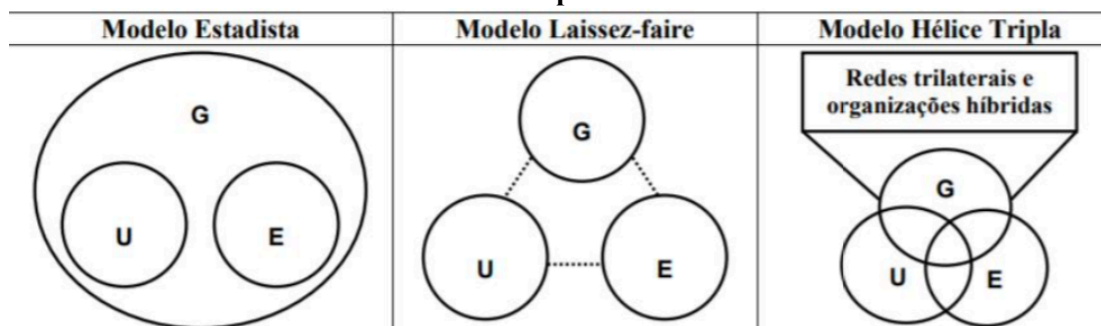 Modelo Estadista
Modelo Laissez-faire
Modelo Hélice Tripla
G
U
E
G
U
E
Redes trilaterais e
organizações híbridas
G
U
E